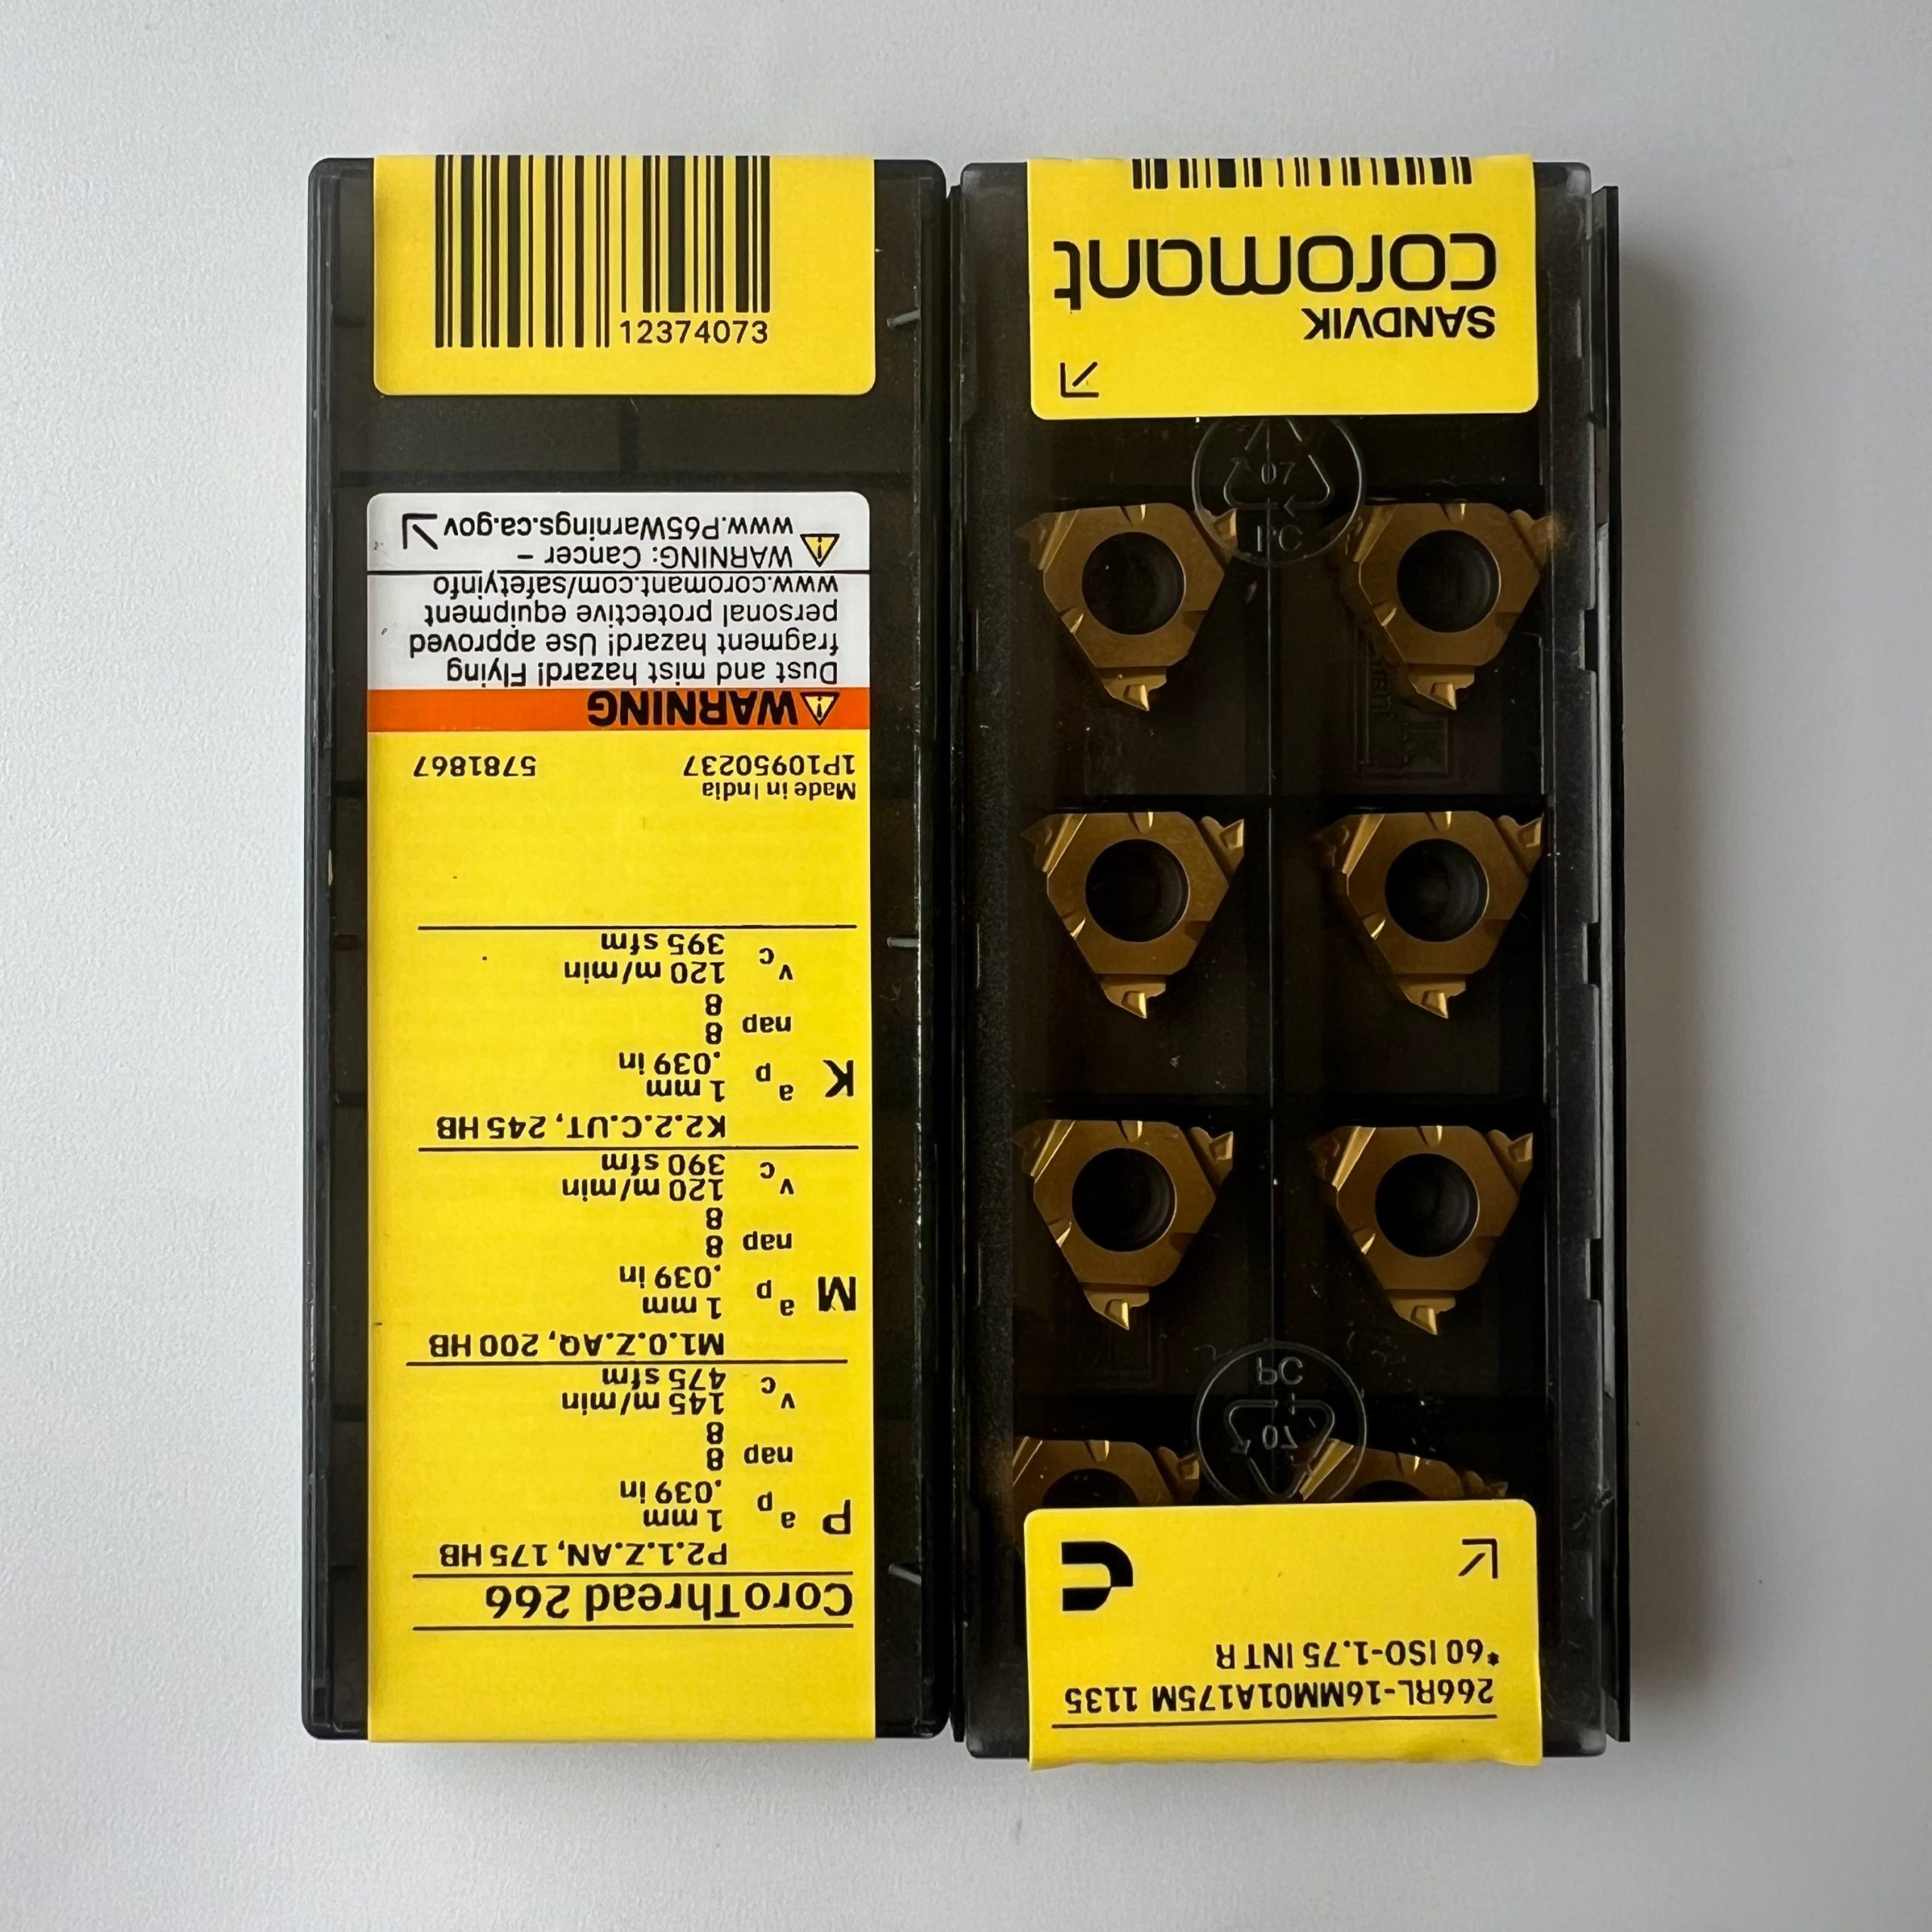 12374073
CoroThread 266
P2.1.Z.AN, 175 HB
P
a p 1 mm
.039 in
nap 8
8
v c 145 m/min
475 sfm
M1.0.Z.AQ, 200 HB
M
a p 1 mm
.039 in
nap 8
8
v c 120 m/min
390 sfm
K2.2.C.UT, 245 HB
K
a p 1 mm
.039 in
nap 8
8
v c 120 m/min
395 sfm
Made in India
1P10950237 5781867
WARNING
Dust and mist hazard! Flying
fragment hazard! Use approved
personal protective equipment
www.coromant.com/safetyinfo
WARNING: Cancer –
www.P65Warnings.ca.gov
266RL-16MM01A175M 1135
*60 ISO-1.75 INT R
07
PC
07
PC
SANDVIK
coromant